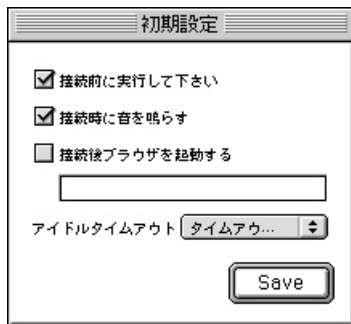 初期設定
接続前に実行して下さい
接続時に音を鳴らす
接続後ブラウザを起動する
アイドルタイムアウト タイムアウ...
Save